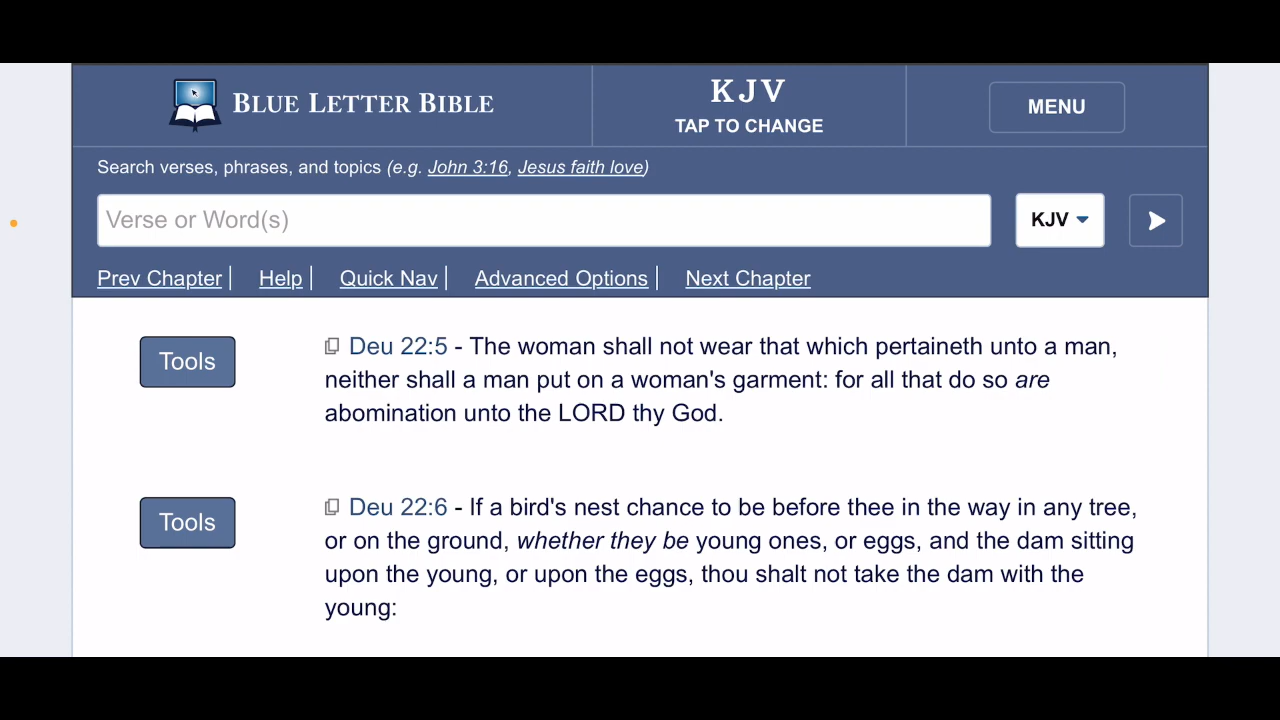 BLUE LETTER BIBLE
KJV
TAP TO CHANGE
MENU
Search verses, phrases, and topics (e.g. John 3:16, Jesus faith love)
Verse or Word(s)
KJV
Prev Chapter | Help | Quick Nav | Advanced Options | Next Chapter
Tools
Deu 22:5 - The woman shall not wear that which pertaineth unto a man,
neither shall a man put on a woman's garment: for all that do so are
abomination unto the LORD thy God.
Tools
Deu 22:6 - If a bird's nest chance to be before thee in the way in any tree,
or on the ground, whether they be young ones, or eggs, and the dam sitting
upon the young, or upon the eggs, thou shalt not take the dam with the
young: